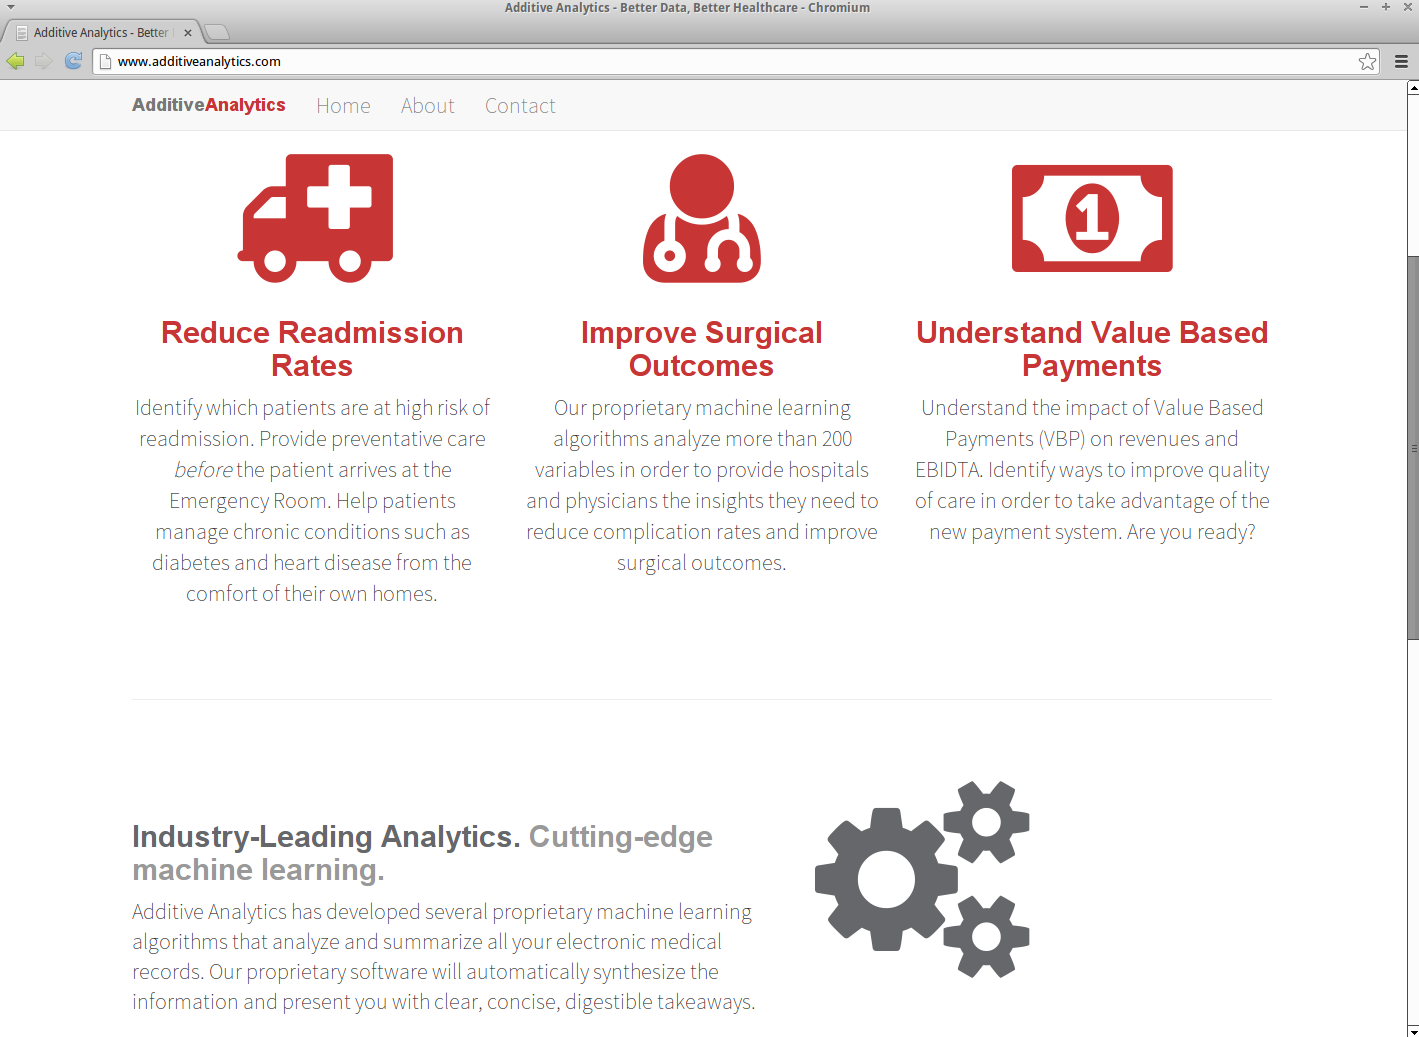 Additive Analytics - Better Data, Better Healthcare - Chromium
Additive Analytics - Better
www.additiveanalytics.com
AdditiveAnalytics Home About Contact
1
Reduce Readmission
Rates
Identify which patients are at high risk of
readmission. Provide preventative care
before the patient arrives at the
Emergency Room. Help patients
manage chronic conditions such as
diabetes and heart disease from the
comfort of their own homes.
Improve Surgical
Outcomes
Our proprietary machine learning
algorithms analyze more than 200
variables in order to provide hospitals
and physicians the insights they need to
reduce complication rates and improve
surgical outcomes.
Understand Value Based
Payments
Understand the impact of Value Based
Payments (VBP) on revenues and
EBIDTA. Identify ways to improve quality
of care in order to take advantage of the
new payment system. Are you ready?
Industry-Leading Analytics. Cutting-edge
machine learning.
Additive Analytics has developed several proprietary machine learning
algorithms that analyze and summarize all your electronic medical
records. Our proprietary software will automatically synthesize the
information and present you with clear, concise, digestible takeaways.